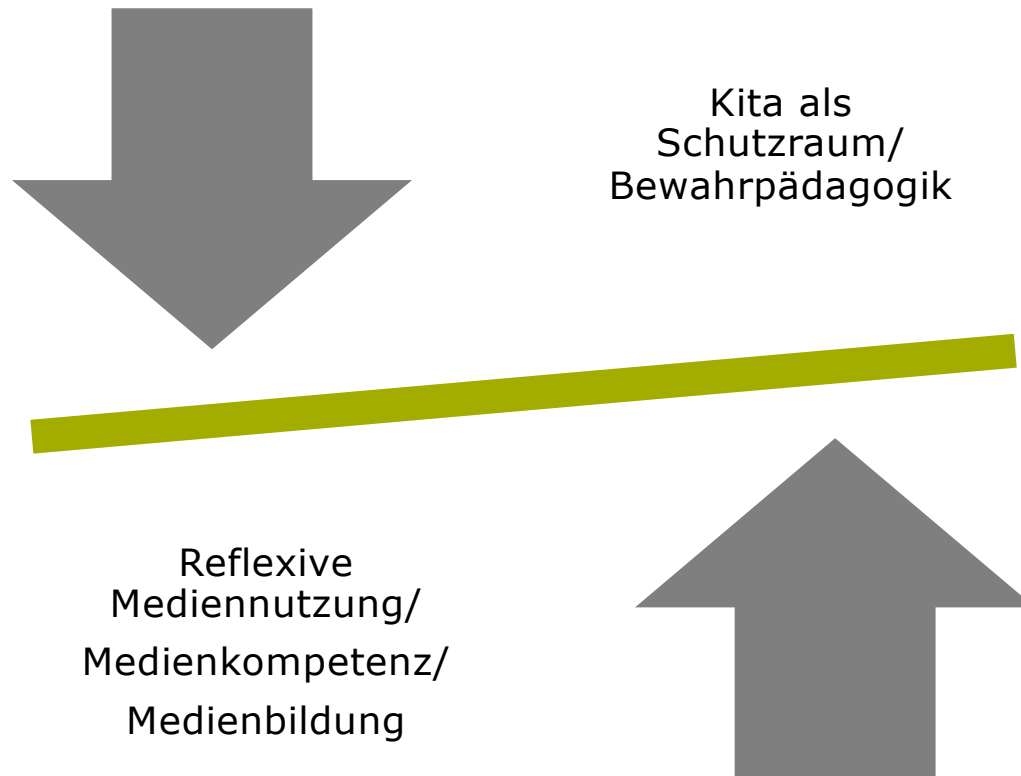 Kita als
Schutzraum/
Bewahrpädagogik
Reflexive
Mediennutzung/
Medienkompetenz/
Medienbildung